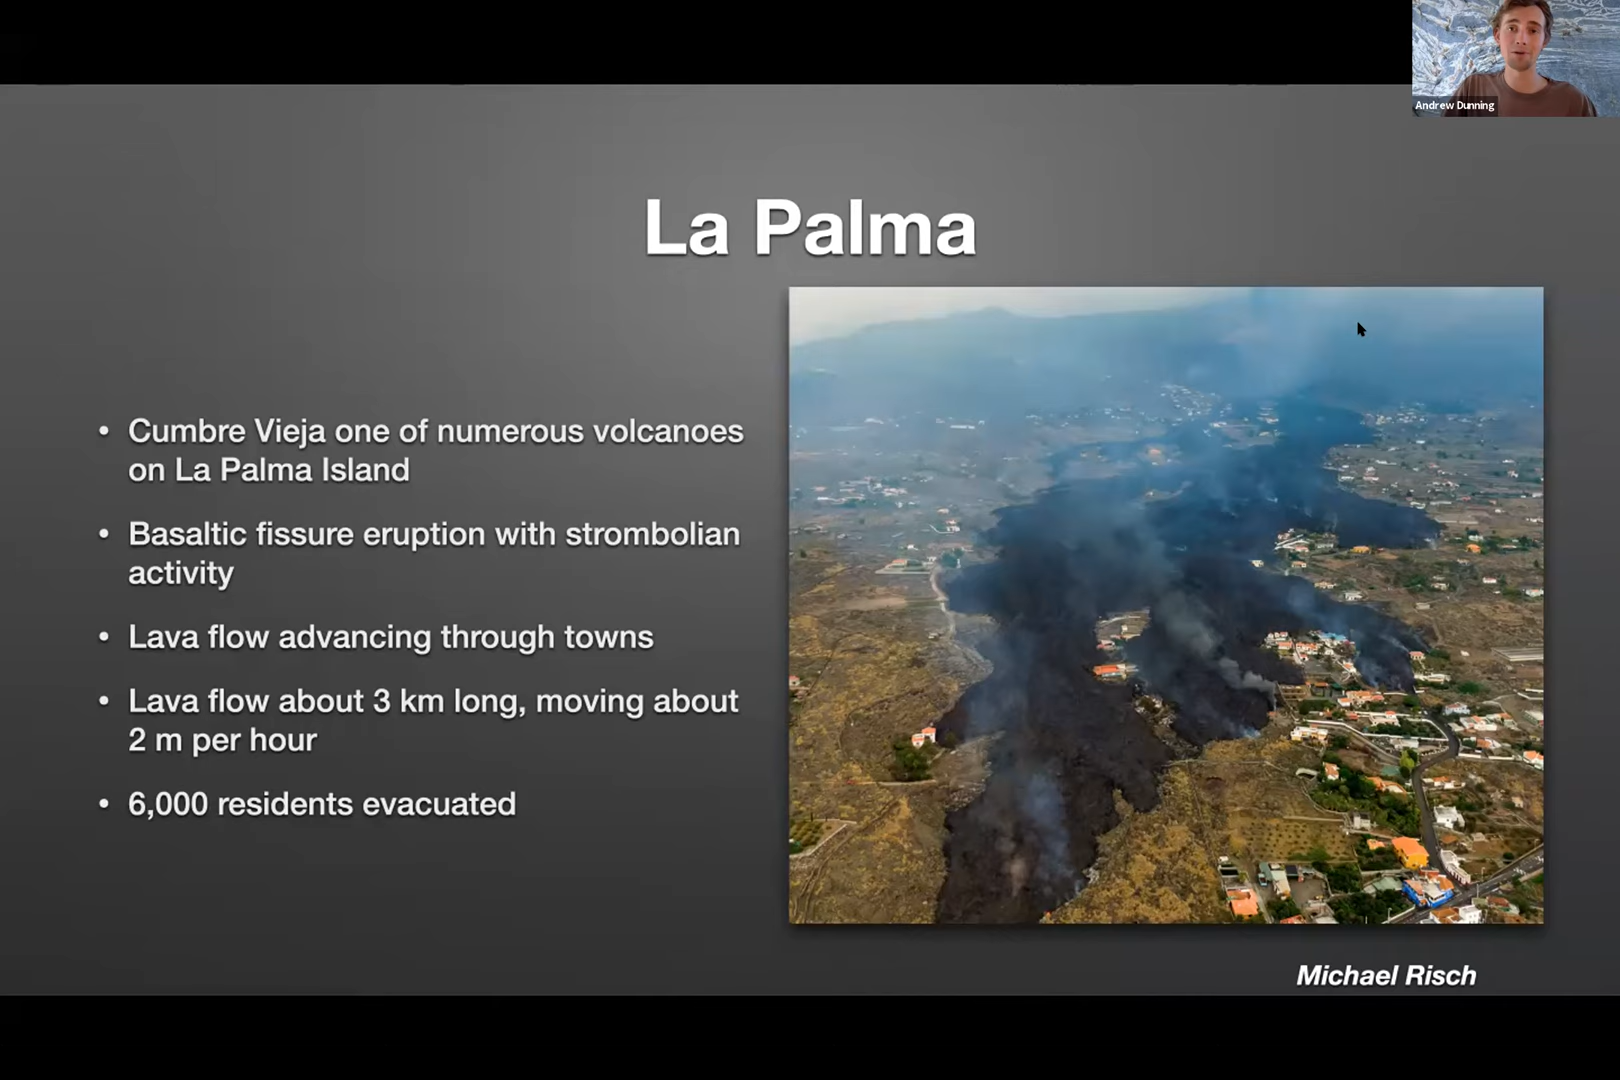 Andrew Dunning
La Palma
• Cumbre Vieja one of numerous volcanoes
on La Palma Island
• Basaltic fissure eruption with strombolian
activity
• Lava flow advancing through towns
• Lava flow about 3 km long, moving about
2 m per hour
• 6,000 residents evacuated
Michael Risch